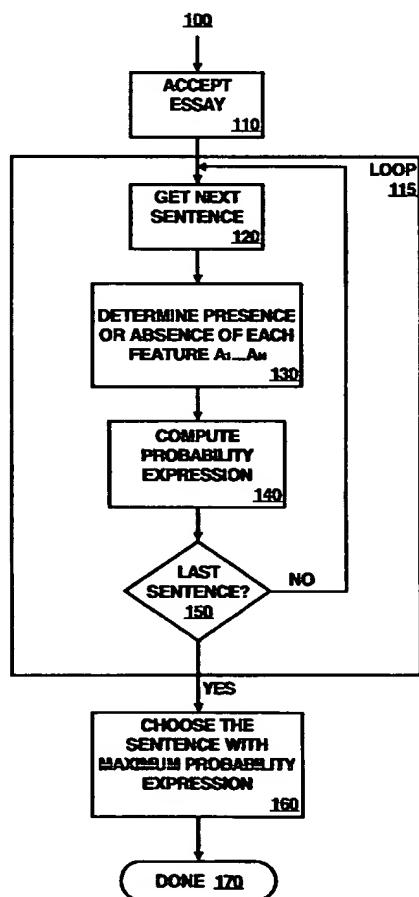 100
ACCEPT
ESSAY
110
LOOP
115
GET NEXT
SENTENCE
120
DETERMINE PRESENCE
OR ABSENCE OF EACH
FEATURE A₁...Aₙ
130
COMPUTE
PROBABILITY
EXPRESSION
140
LAST
SENTENCE?
150
NO
YES
CHOOSE THE
SENTENCE WITH
MAXIMUM PROBABILITY
EXPRESSION
160
DONE 170